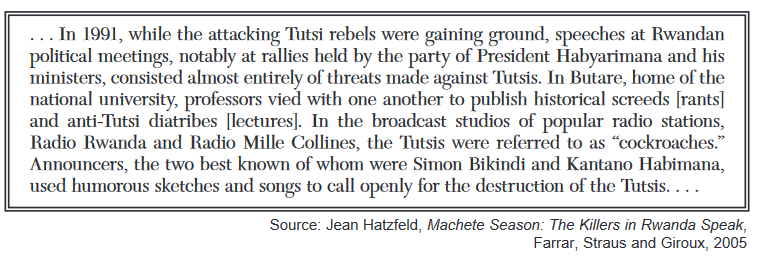 . . . In 1991, while the attacking Tutsi rebels were gaining ground, speeches at Rwandan
political meetings, notably at rallies held by the party of President Habyarimana and his
ministers, consisted almost entirely of threats made against Tutsis. In Butare, home of the
national university, professors vied with one another to publish historical screeds [rants]
and anti-Tutsi diatribes [lectures]. In the broadcast studios of popular radio stations,
Radio Rwanda and Radio Mille Collines, the Tutsis were referred to as “cockroaches.”
Announcers, the two best known of whom were Simon Bikindi and Kantano Habimana,
used humorous sketches and songs to call openly for the destruction of the Tutsis. . . .
Source: Jean Hatzfeld, Machete Season: The Killers in Rwanda Speak,
Farrar, Straus and Giroux, 2005